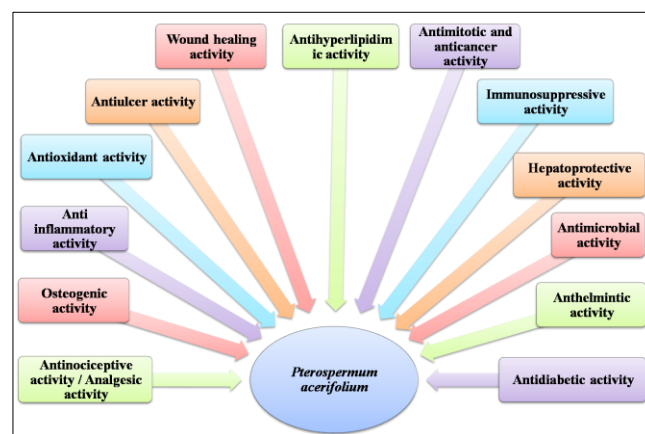 Wound healing
activity
Antihyperlipidim
ic activity
Antimitotic and
anticancer
activity
Antiulcer activity
Immunosuppressive
activity
Antioxidant activity
Hepatoprotective
activity
Anti
inflammatory
activity
Antimicrobial
activity
Osteogenic
activity
Anthelmintic
activity
Antinociceptive
activity / Analgesic
activity
Pterospermum
acerifolium
Antidiabetic activity